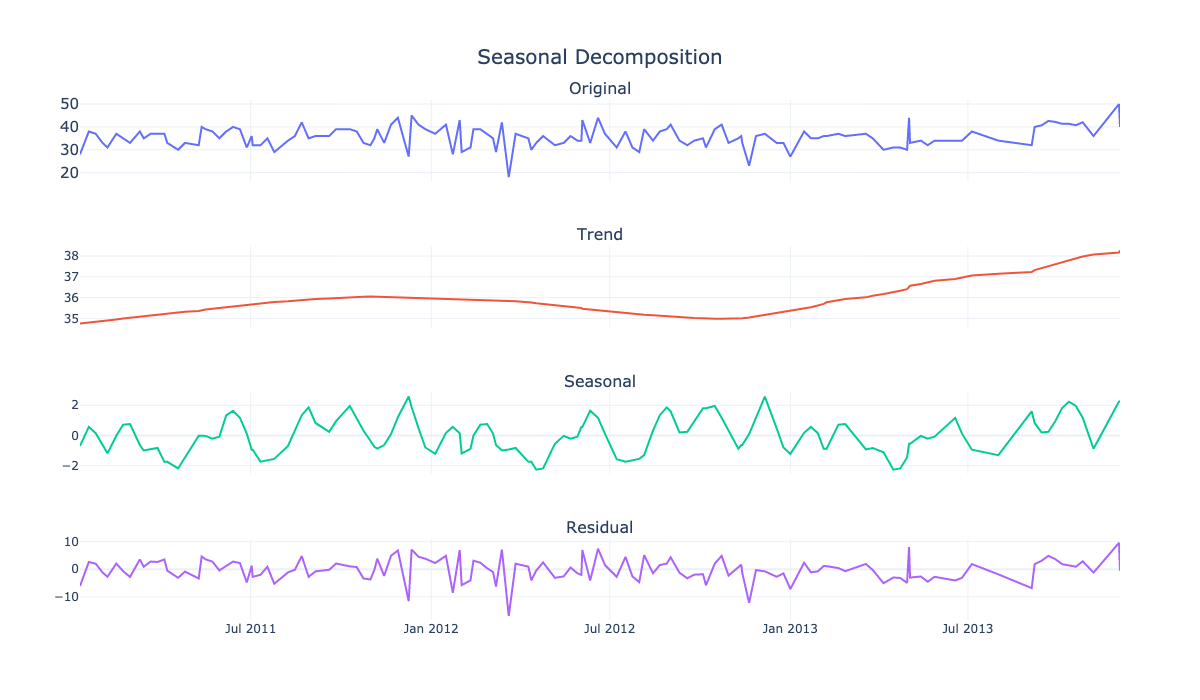 Seasonal Decomposition
Original
50
40
30
20
Trend
38
37
36
35
Seasonal
2
0
−2
Residual
10
0
−10
Jul 2011 Jan 2012 Jul 2012 Jan 2013 Jul 2013